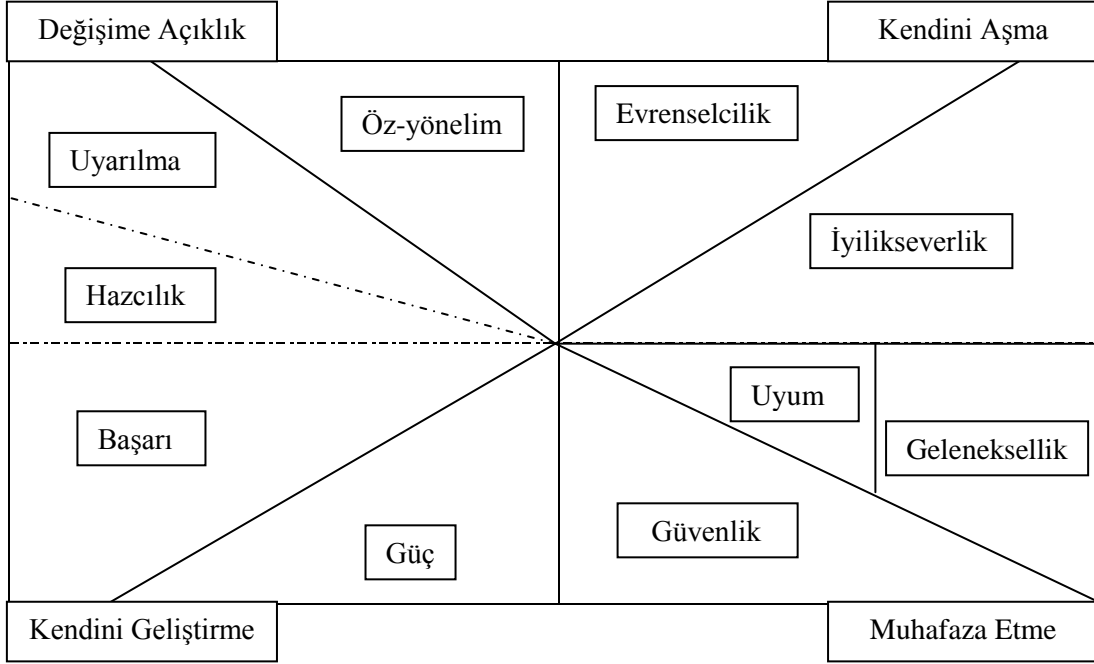 Değişime Açıklık
Kendini Aşma
Öz-yönelim
Evrenselcilik
Uyarılma
İyilikseverlik
Hazcılık
Uyum
Başarı
Geleneksellik
Güvenlik
Güç
Kendini Geliştirme
Muhafaza Etme